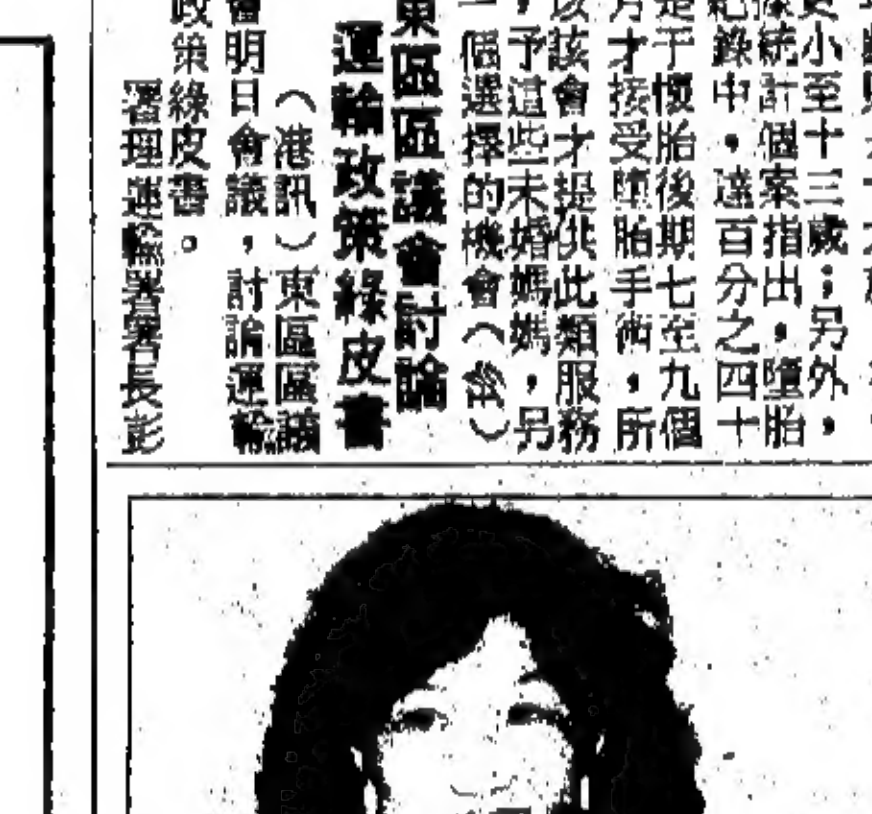 更小至十三歲；另外，
統計個案指出，墮胎
紀錄中，達百分之四十
是于懷胎後期七至九個
月才接受墮胎手術，所
該會才提供此類服務
，予這些未婚媽媽，另
一個選擇的機會（
東區區議會討論
運輸政策綠皮書
（港訊）東區區議
會明日會議，討論運輸
政策綠皮書。
署理運輸署署長彭